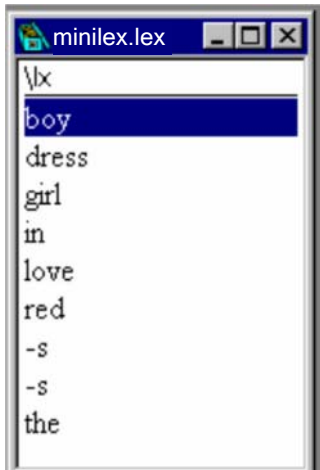 minilex.lex
\lx
boy
dress
girl
in
love
red
-s
-s
the